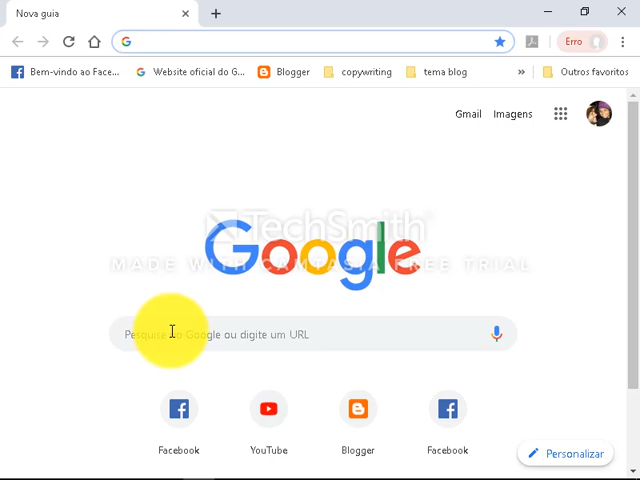 Nova guia
Erro
Bem-vindo ao Face...
Website oficial do G...
Blogger
copywriting
tema blog
»
Outros favoritos
Gmail
Imagens
TechSmith
Google
MADE WITH CAMTASIA FREE TRIAL
Pesquise no Google ou digite um URL
Facebook
YouTube
Blogger
Facebook
Personalizar